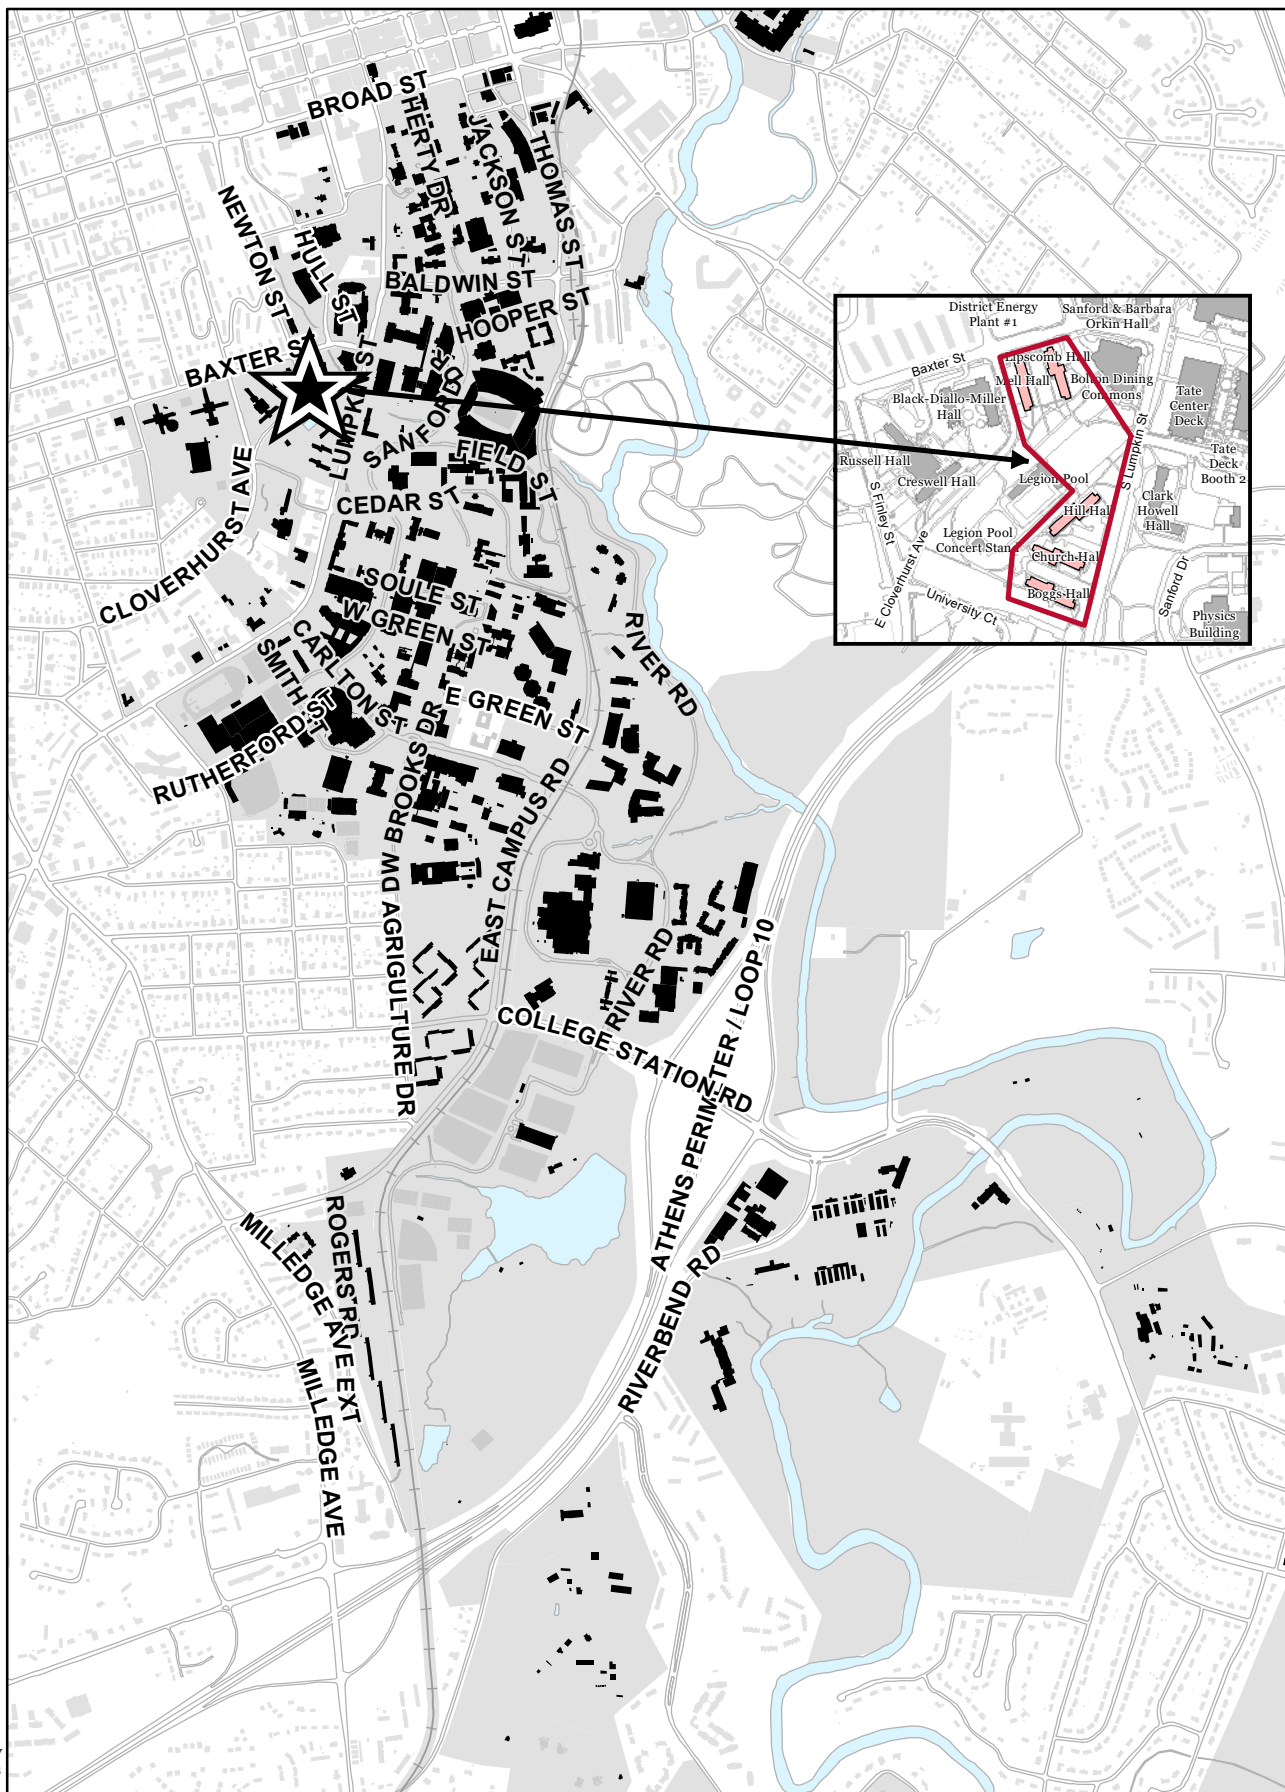 BROAD ST
HERTY DR
JACKSON ST
THOMAS ST
NEWTON ST
HULL ST
BALDWIN ST
HOOPER ST
BAXTER S
LUMPKIN ST
SANFORD DR
FIELD ST
CEDAR ST
CLOVERHURST AVE
SOULE ST
W GREEN ST
CARLTON ST
SMITH ST
RUTHERFORD ST
E GREEN ST
RIVER RD
MD BROOKS DR
EAST CAMPUS RD
AGRIGULTURE DR
RIVER RD
COLLEGE STATION RD
ATHENS PERIMETER / LOOP 10
RIVERBEND RD
ROGERS RD
MILLEDGE AVE EXT
MILLEDGE AVE
District Energy
Plant #1
Sanford & Barbara
Orkin Hall
Baxter St
Lipscomb Hall
Mell Hall
Bolton Dining
Commons
Black-Diallo-Miller
Hall
Tate
Center
Deck
Russell Hall
Creswell Hall
Legion Pool
S Lumpkin St
Tate
Deck
Booth 2
S Finley St
Hill Hall
Clark
Howell
Hall
Legion Pool
Concert Stand
Church Hall
E Cloverhurst Ave
Boggs Hall
University Ct
Sanford Dr
Physics
Building